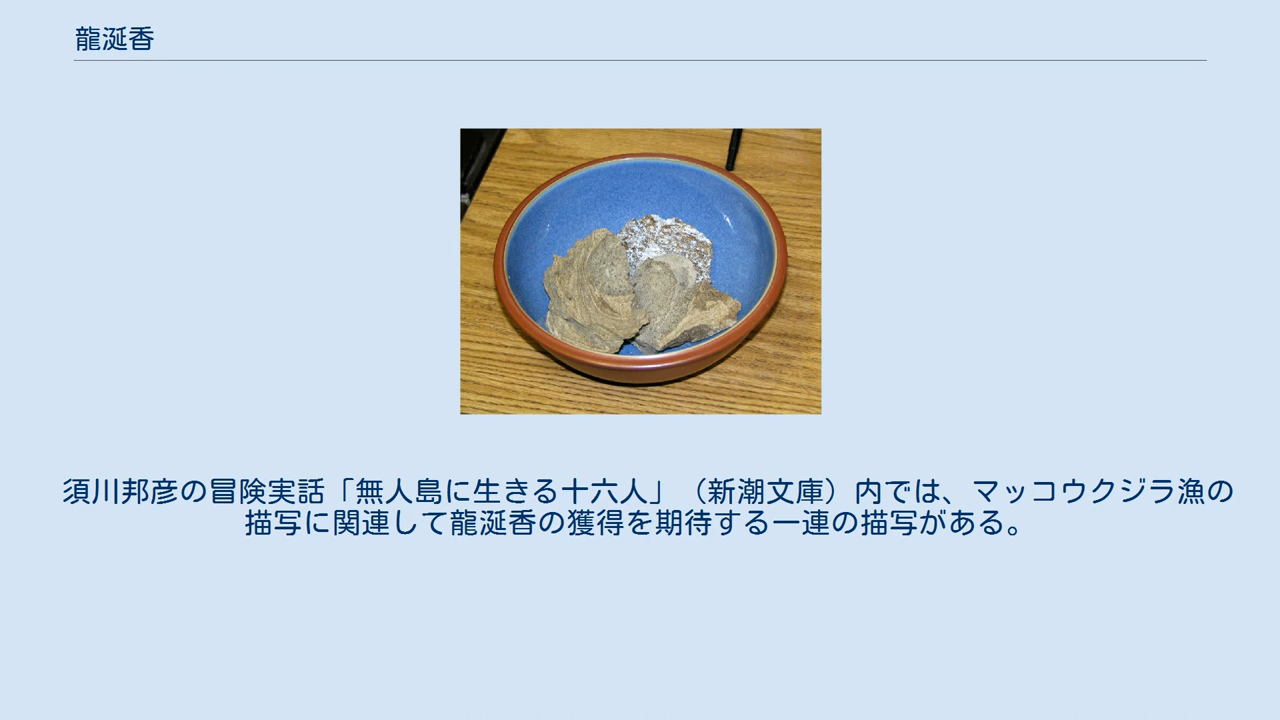 龍涎香
須川邦彦の冒険実話「無人島に生きる十六人」（新潮文庫）内では、マッコウクジラ漁の
描写に関連して龍涎香の獲得を期待する一連の描写がある。